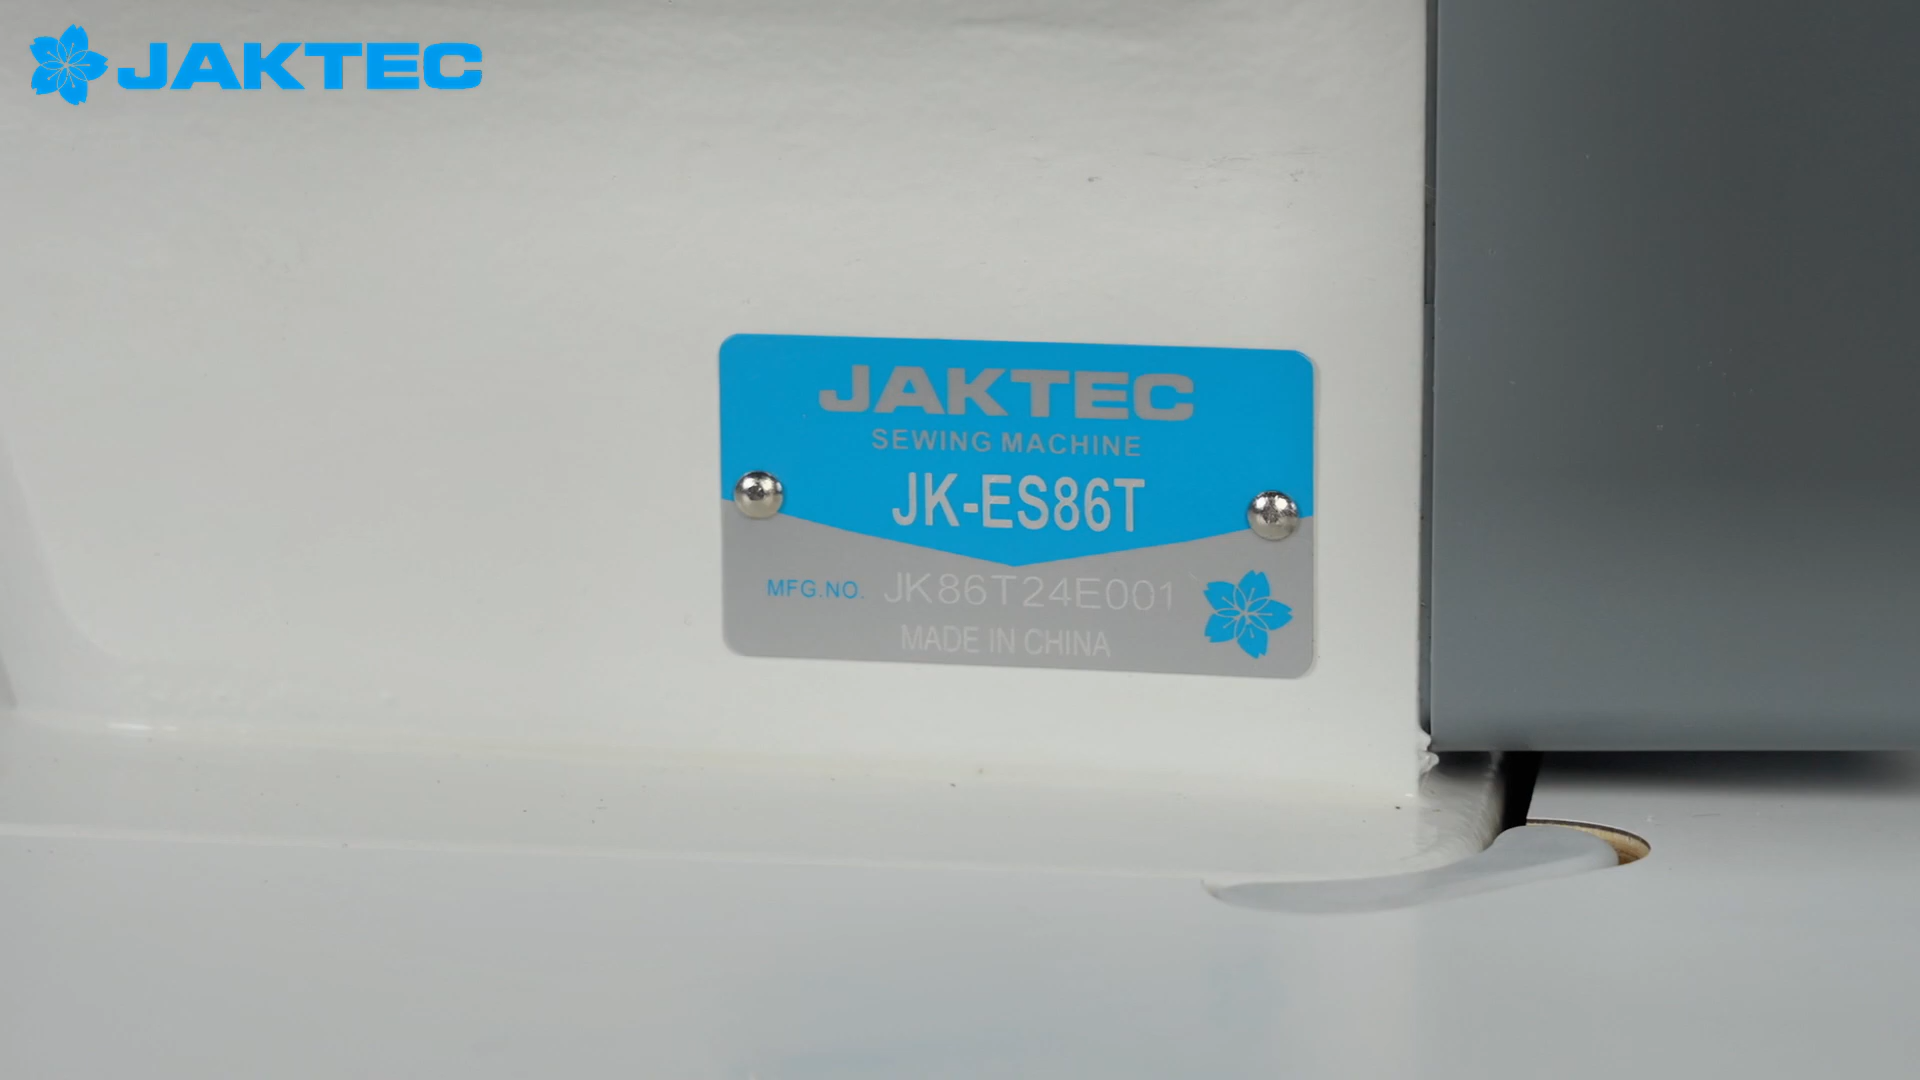 JAKTEC
JAKTEC
SEWING MACHINE
JK-ES86T
MFG.NO. JK86T24E001
MADE IN CHINA